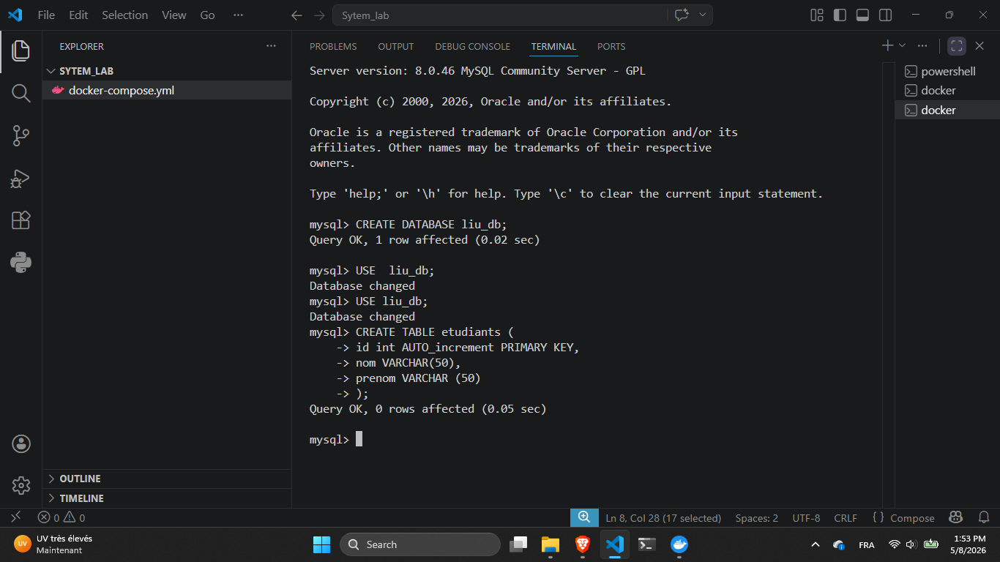 File Edit Selection View Go ···
Sytem_lab
EXPLORER
SYTEM_LAB
docker-compose.yml
OUTLINE
TIMELINE
PROBLEMS OUTPUT DEBUG CONSOLE TERMINAL PORTS
Server version: 8.0.46 MySQL Community Server - GPL
Copyright (c) 2000, 2026, Oracle and/or its affiliates.
Oracle is a registered trademark of Oracle Corporation and/or its
affiliates. Other names may be trademarks of their respective
owners.
Type 'help;' or '\h' for help. Type '\c' to clear the current input statement.
mysql> CREATE DATABASE liu_db;
Query OK, 1 row affected (0.02 sec)
mysql> USE  liu_db;
Database changed
mysql> USE liu_db;
Database changed
mysql> CREATE TABLE etudiants (
    -> id int AUTO_increment PRIMARY KEY,
    -> nom VARCHAR(50),
    -> prenom VARCHAR (50)
    -> );
Query OK, 0 rows affected (0.05 sec)
mysql>
powershell
docker
docker
0 0
Ln 8, Col 28 (17 selected) Spaces: 2 UTF-8 CRLF { } Compose
UV
UV très élevés
Maintenant
Search
FRA
1:53 PM
5/8/2026